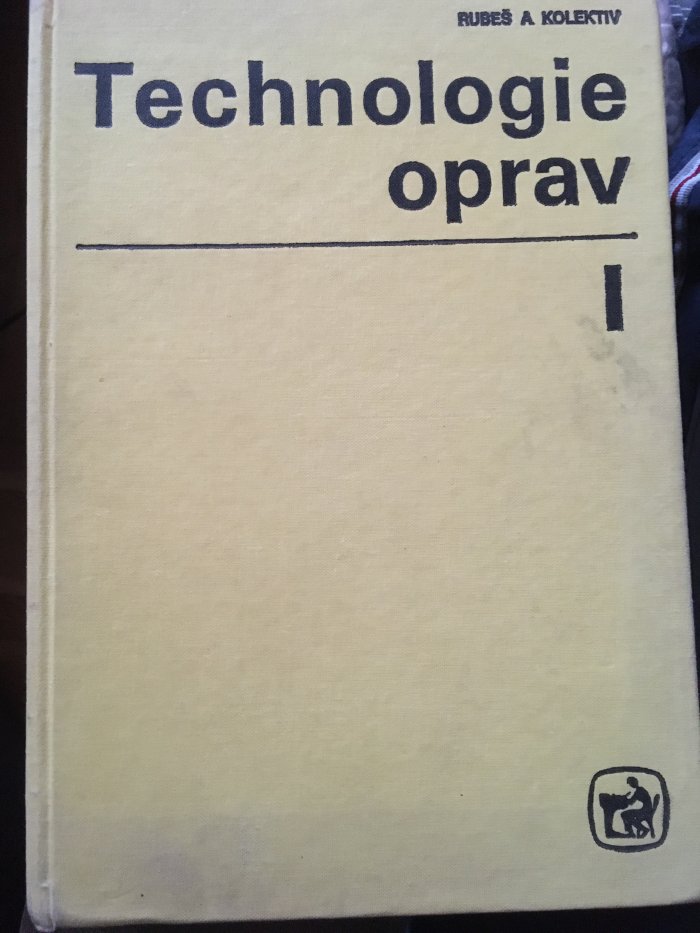 RUBEŠ A KOLEKTIV
Technologie
oprav
I